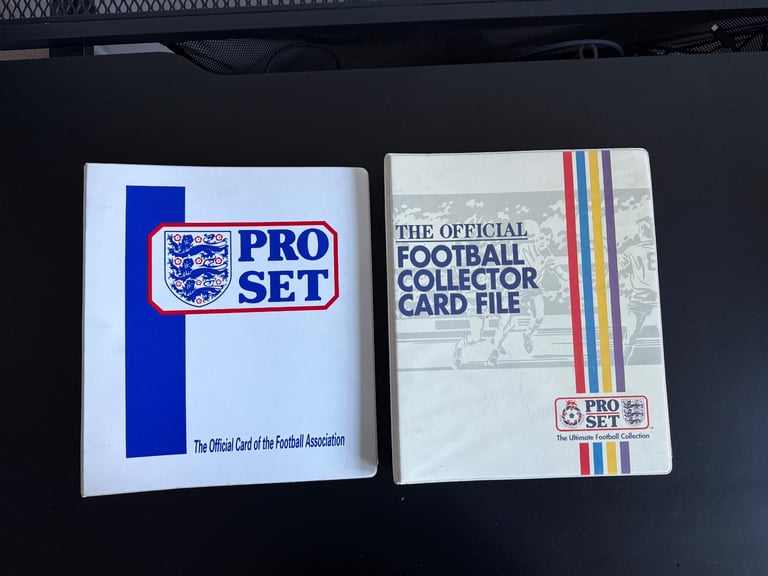 PRO
SET
The Official Card of the Football Association
THE OFFICIAL
FOOTBALL
COLLECTOR
CARD FILE
PRO
SET
The Ultimate Football Collection